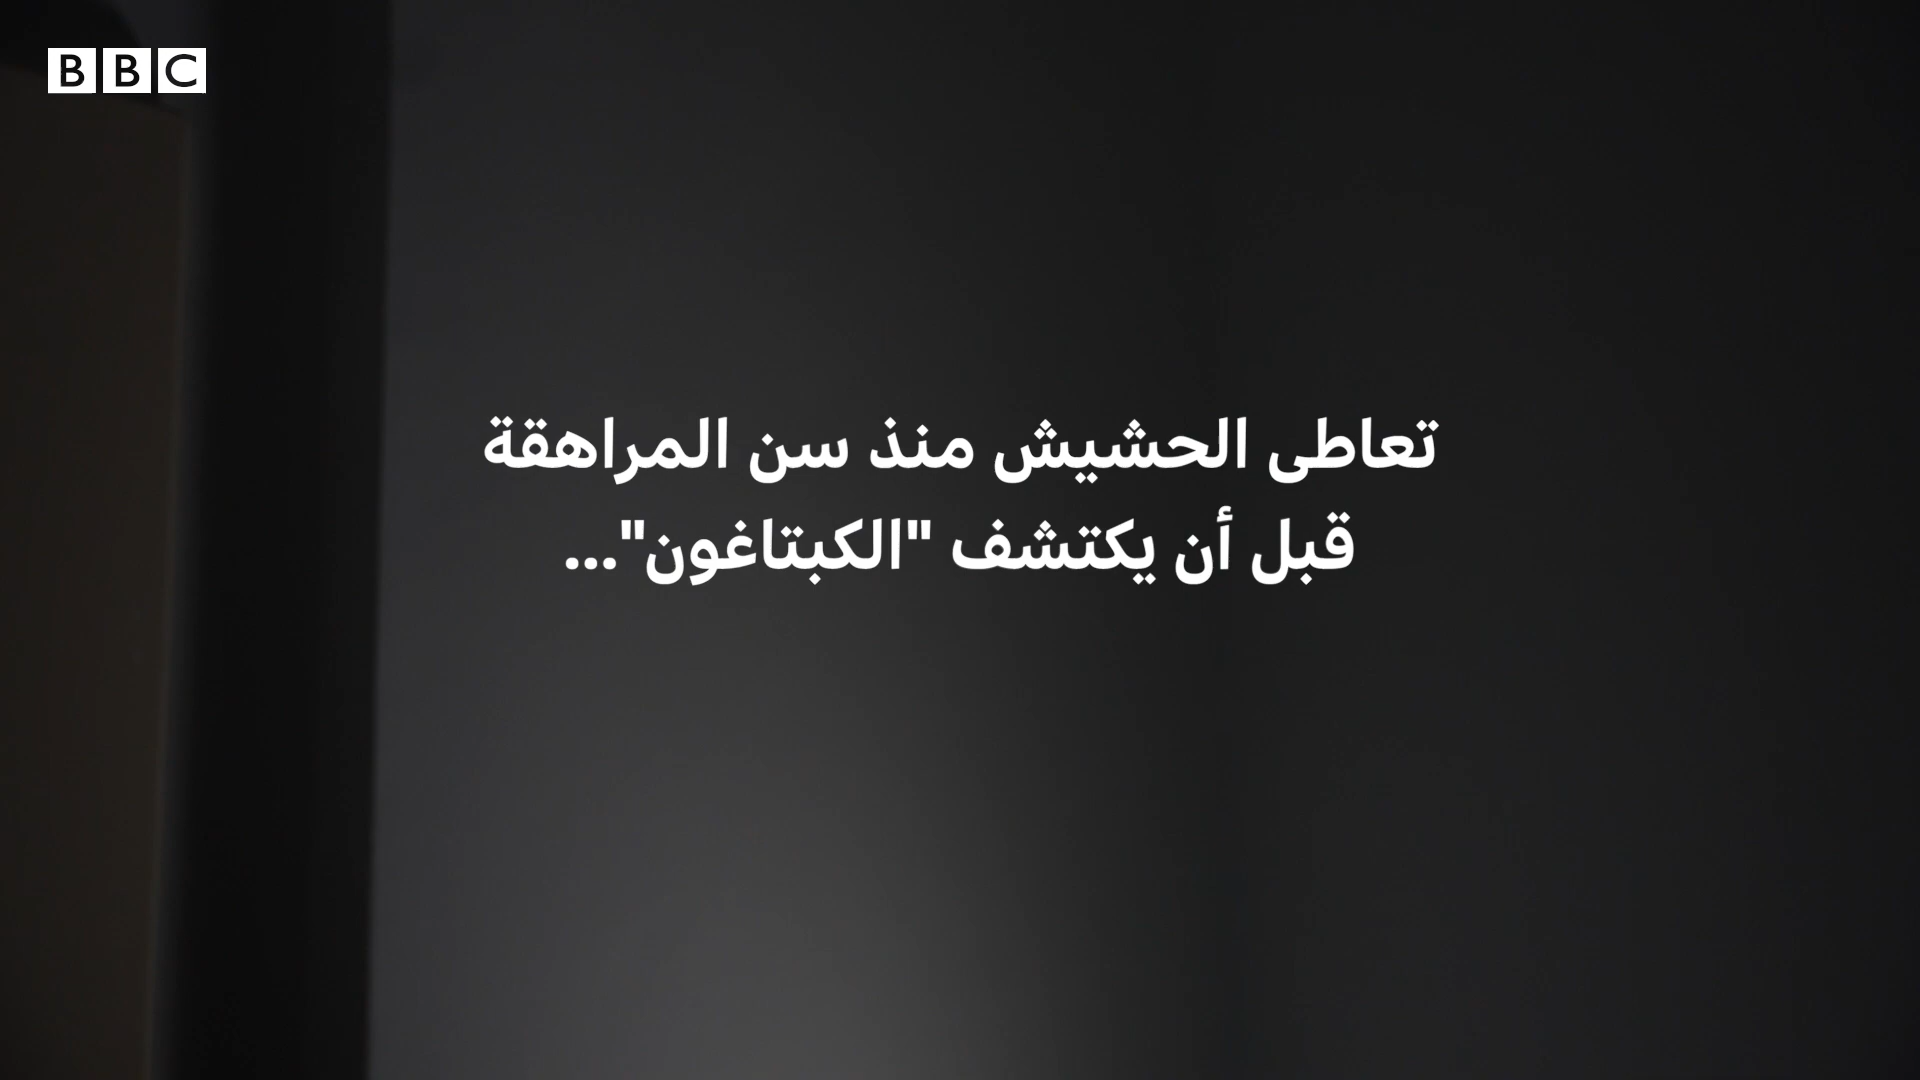 BBC
تعاطى الحشيش منذ سن المراهقة
قبل أن يكتشف "الكبتاغون"...